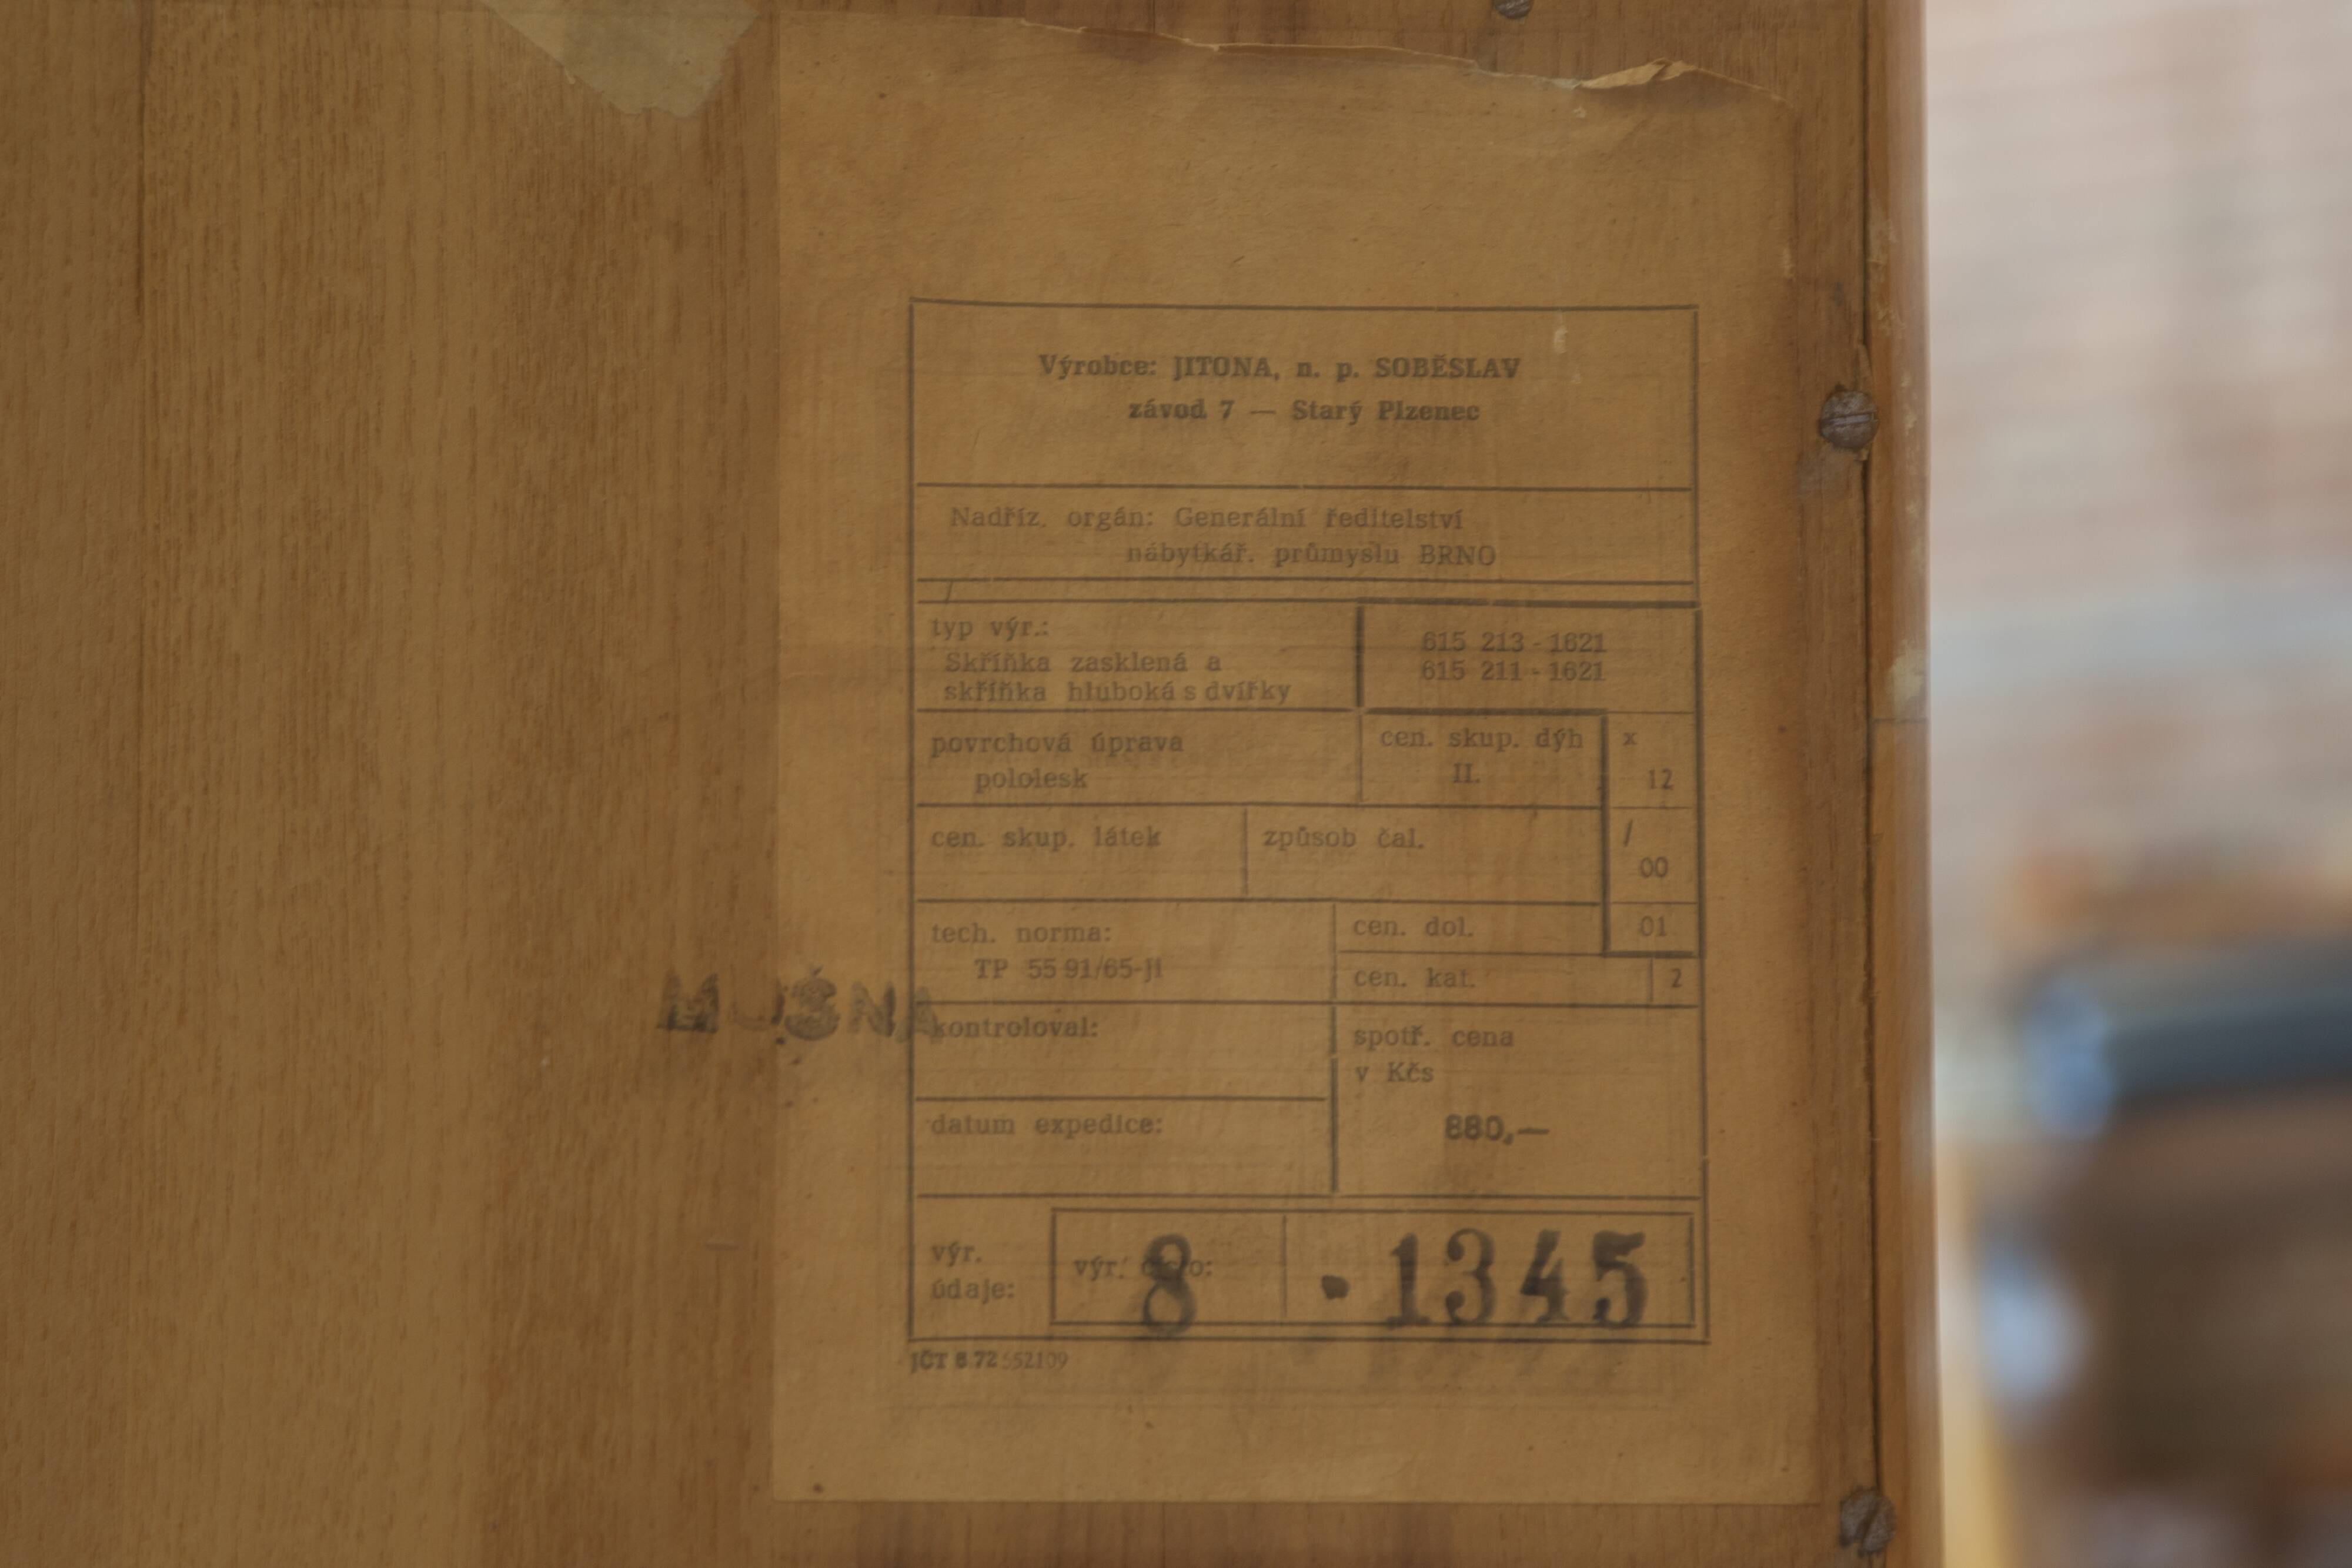 Výrobce: JITONA, n. p. SOBĚSLAV
závod 7 — Starý Plzenec
Nadříz. orgán: Generální ředitelství
nábytkář. průmyslu BRNO
typ výr.:
Skříňka zasklená a
skříňka hluboká s dvířky
615 213 - 1621
615 211 - 1621
povrchová úprava
pololesk
cen. skup. dýh
II.
x
12
cen. skup. látek
způsob čal.
/
00
tech. norma:
TP 55 91/65-JI
cen. dol.
01
cen. kat.
2
MUŠNA
kontroloval:
spotř. cena
v Kčs
880,—
datum expedice:
výr.
údaje:
výr.
8 • 1345
JČT 8 72 552109